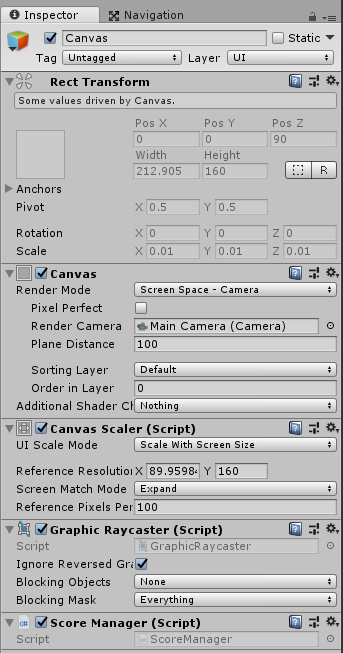 Inspector Navigation
Canvas Static
Tag Untagged Layer UI
Rect Transform
Some values driven by Canvas.
Pos X Pos Y Pos Z
0 0 90
Width Height
212.905 160 R
Anchors
Pivot X 0.5 Y 0.5
Rotation X 0 Y 0 Z 0
Scale X 0.01 Y 0.01 Z 0.01
Canvas
Render Mode Screen Space - Camera
Pixel Perfect
Render Camera Main Camera (Camera)
Plane Distance 100
Sorting Layer Default
Order in Layer 0
Additional Shader Cl Nothing
Canvas Scaler (Script)
UI Scale Mode Scale With Screen Size
Reference Resolution X 89.9598 Y 160
Screen Match Mode Expand
Reference Pixels Per 100
Graphic Raycaster (Script)
Script GraphicRaycaster
Ignore Reversed Gra
Blocking Objects None
Blocking Mask Everything
Score Manager (Script)
Script ScoreManager